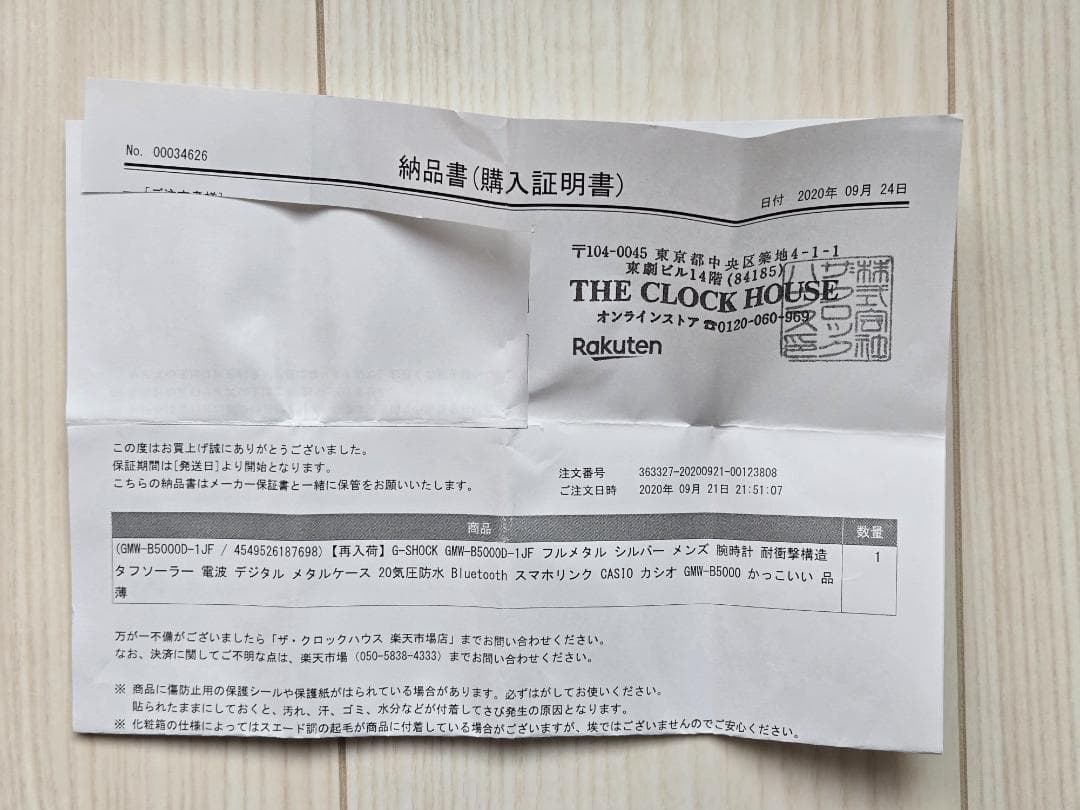 No. 00034626
納品書(購入証明書)
日付 2020年 09月 24日
〒104-0045 東京都中央区築地4-1-1
東劇ビル14階(84185)
THE CLOCK HOUSE
オンラインストア ☎0120-060-969
株式会社ザクロックハウス印
Rakuten
この度はお買上げ誠にありがとうございました。
保証期間は[発送日]より開始となります。
こちらの納品書はメーカー保証書と一緒に保管をお願いいたします。
注文番号 363327-20200921-00123808
ご注文日時 2020年 09月 21日 21:51:07
商品 数量
(GMW-B5000D-1JF / 4549526187698)【再入荷】G-SHOCK GMW-B5000D-1JF フルメタル シルバー メンズ 腕時計 耐衝撃構造 1
タフソーラー 電波 デジタル メタルケース 20気圧防水 Bluetooth スマホリンク CASIO カシオ GMW-B5000 かっこいい 品
薄
万が一不備がございましたら「ザ・クロックハウス 楽天市場店」までお問い合わせください。
なお、決済に関してご不明な点は、楽天市場（050-5838-4333）までお問い合わせください。
※ 商品に傷防止用の保護シールや保護紙がはられている場合があります。必ずはがしてお使いください。
貼られたままにしておくと、汚れ、汗、ゴミ、水分などが付着してさび発生の原因となります。
※ 化粧箱の仕様によってはスエード調の起毛が商品に付着している場合がございますが、埃ではございませんのでご安心ください。